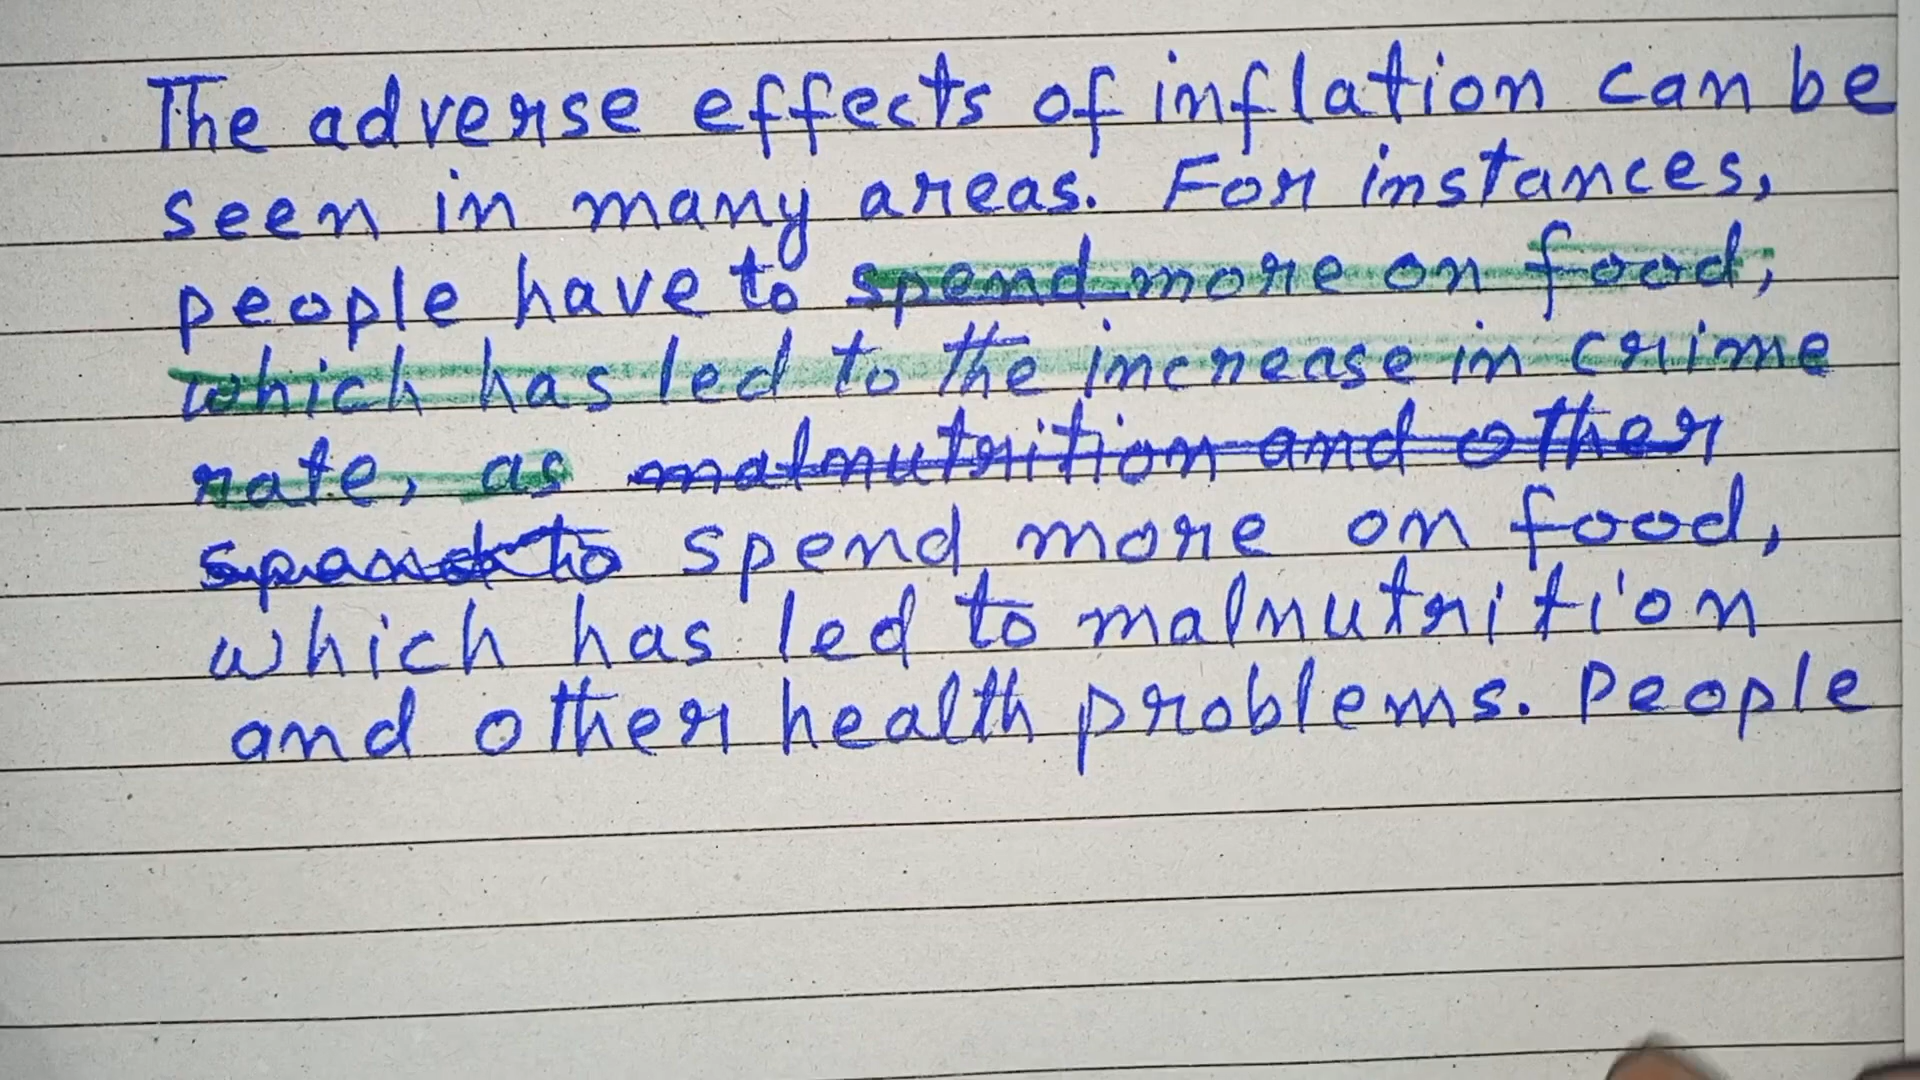 The adverse effects of inflation can be
seen in many areas. For instances,
people have to spend more on food,
which has led to the increase in crime
rate, as malnutrition and other
spend to spend more on food,
which has led to malnutrition
and other health problems. People